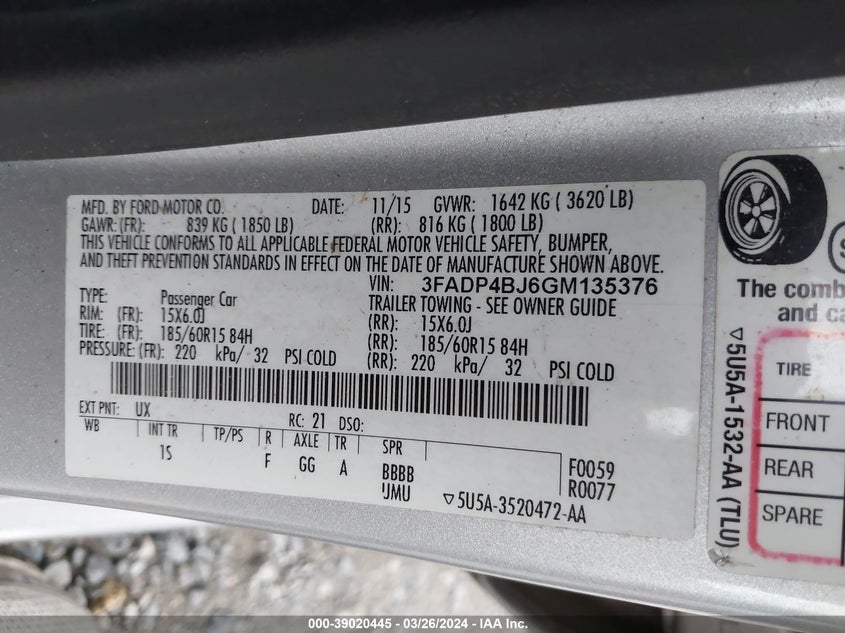 MFD. BY FORD MOTOR CO. DATE: 11/15 GVWR: 1642 KG ( 3620 LB)
GAWR: (FR): 839 KG ( 1850 LB) (RR): 816 KG ( 1800 LB)
THIS VEHICLE CONFORMS TO ALL APPLICABLE FEDERAL MOTOR VEHICLE SAFETY, BUMPER,
AND THEFT PREVENTION STANDARDS IN EFFECT ON THE DATE OF MANUFACTURE SHOWN ABOVE.
VIN: 3FADP4BJ6GM135376
TYPE: Passenger Car TRAILER TOWING - SEE OWNER GUIDE
RIM: (FR): 15X6.0J (RR): 15X6.0J
TIRE: (FR): 185/60R15 84H (RR): 185/60R15 84H
PRESSURE: (FR): 220 kPa/ 32 PSI COLD (RR): 220 kPa/ 32 PSI COLD
EXT PNT: UX RC: 21 DSO:
WB INT TR TP/PS R AXLE TR SPR
1S F GG A BBBB F0059
UMU R0077
▽5U5A-3520472-AA
The comb
and ca
▽5U5A-1532-AA (TLU)
TIRE
FRONT
REAR
SPARE
000-39020445 - 03/26/2024 - IAA Inc.